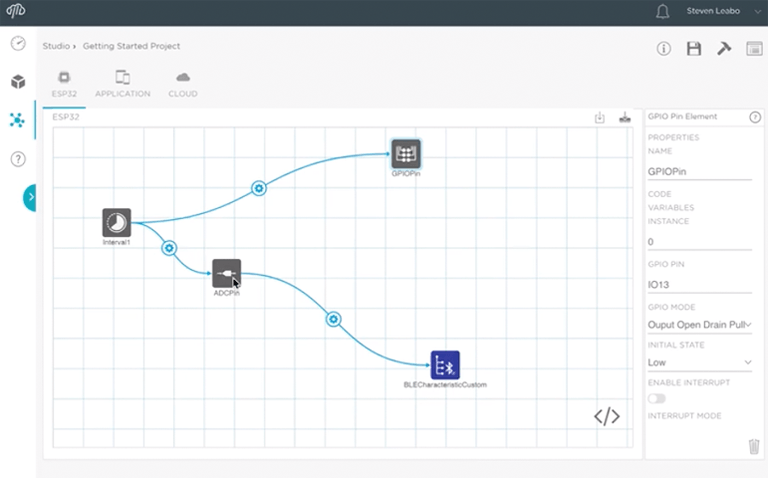 Steven Leabo
Studio › Getting Started Project
ESP32
APPLICATION
CLOUD
ESP32
GPIOPin
Interval1
ADCPin
BLECharacteristicCustom
</>
GPIO Pin Element
PROPERTIES
NAME
GPIOPin
CODE
VARIABLES
INSTANCE
0
GPIO PIN
IO13
GPIO MODE
Ouput Open Drain Pull
INITIAL STATE
Low
ENABLE INTERRUPT
INTERRUPT MODE